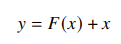 y = F(x) + x